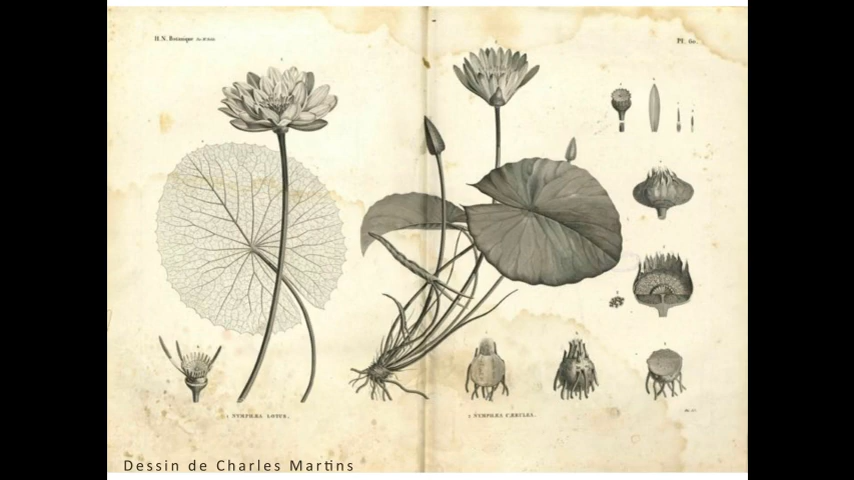 H.N. Botanique
Pl. 60.
1 NYMPHÆA LOTUS.
2 NYMPHÆA CÆRULEA.
Dessin de Charles Martins